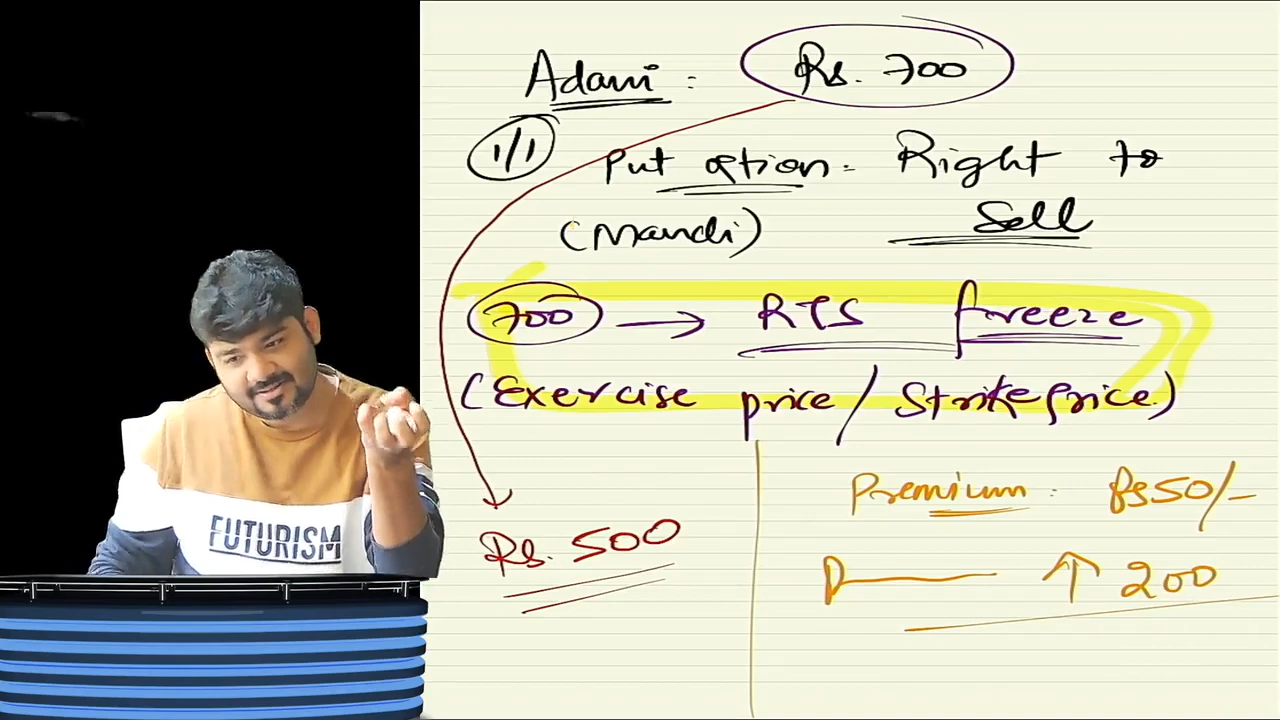 Adani : Rs. 700
1/1 Put option = Right to
(Mandi) Sell
700 → RTS freeze
(Exercise price / Strike price)
Premium : Rs 50/-
Rs. 500
P ↑ 200
FUTURISM